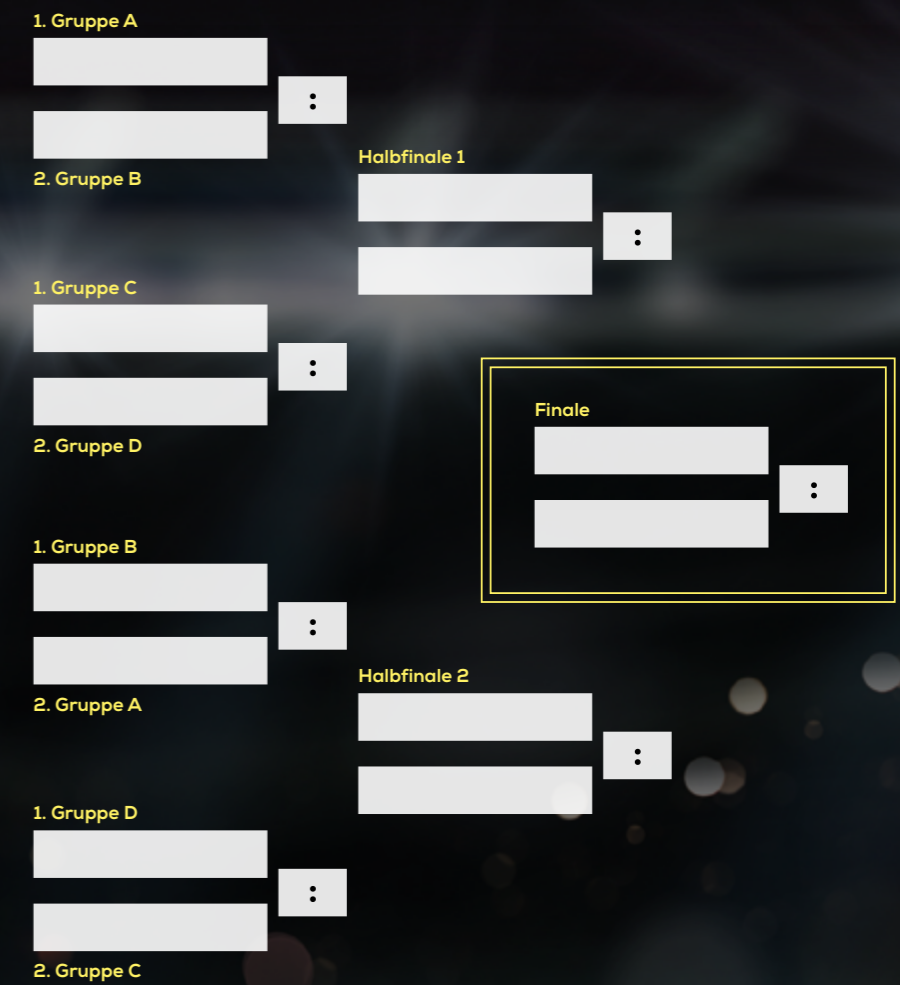 1. Gruppe A
:
2. Gruppe B
Halbfinale 1
:
1. Gruppe C
:
2. Gruppe D
Finale
:
1. Gruppe B
:
2. Gruppe A
Halbfinale 2
:
1. Gruppe D
:
2. Gruppe C